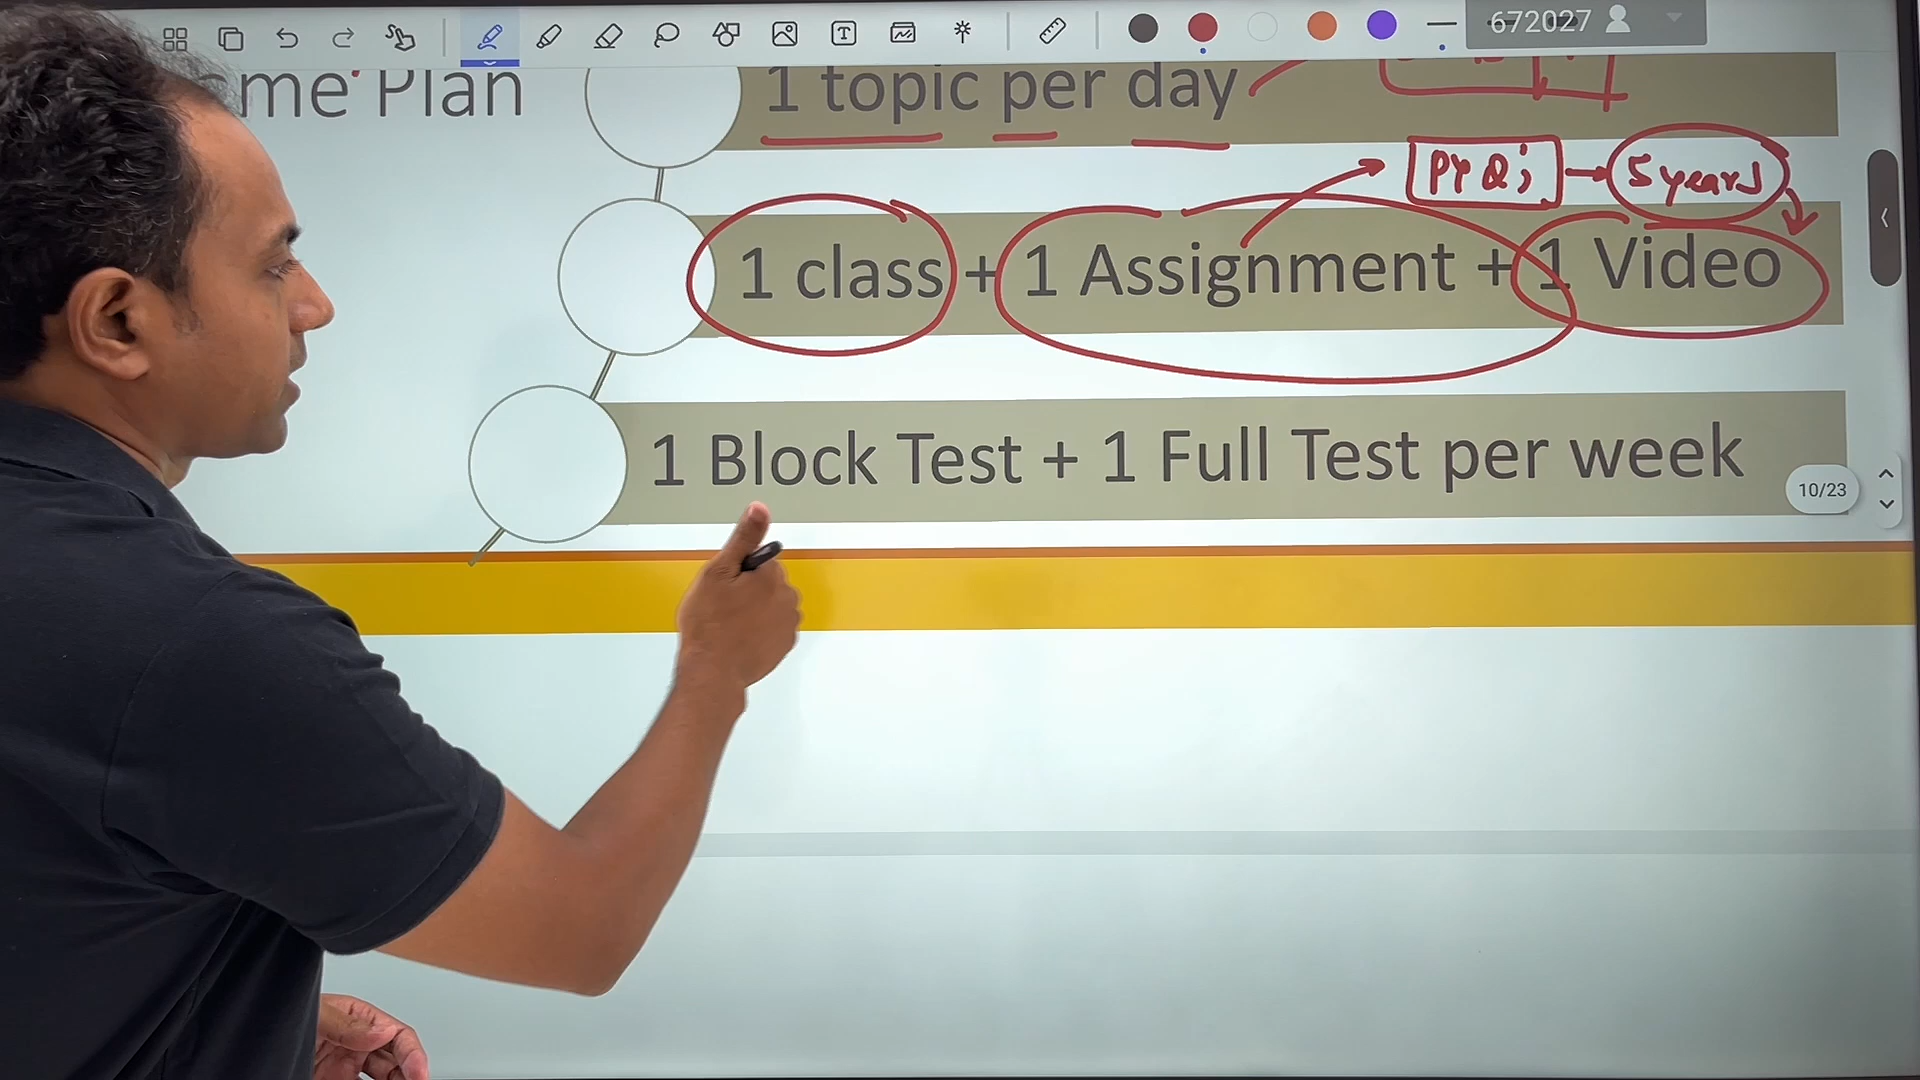 672027
me Plan
1 topic per day
PYQ; → 5 years
1 class + 1 Assignment + 1 Video
1 Block Test + 1 Full Test per week
10/23